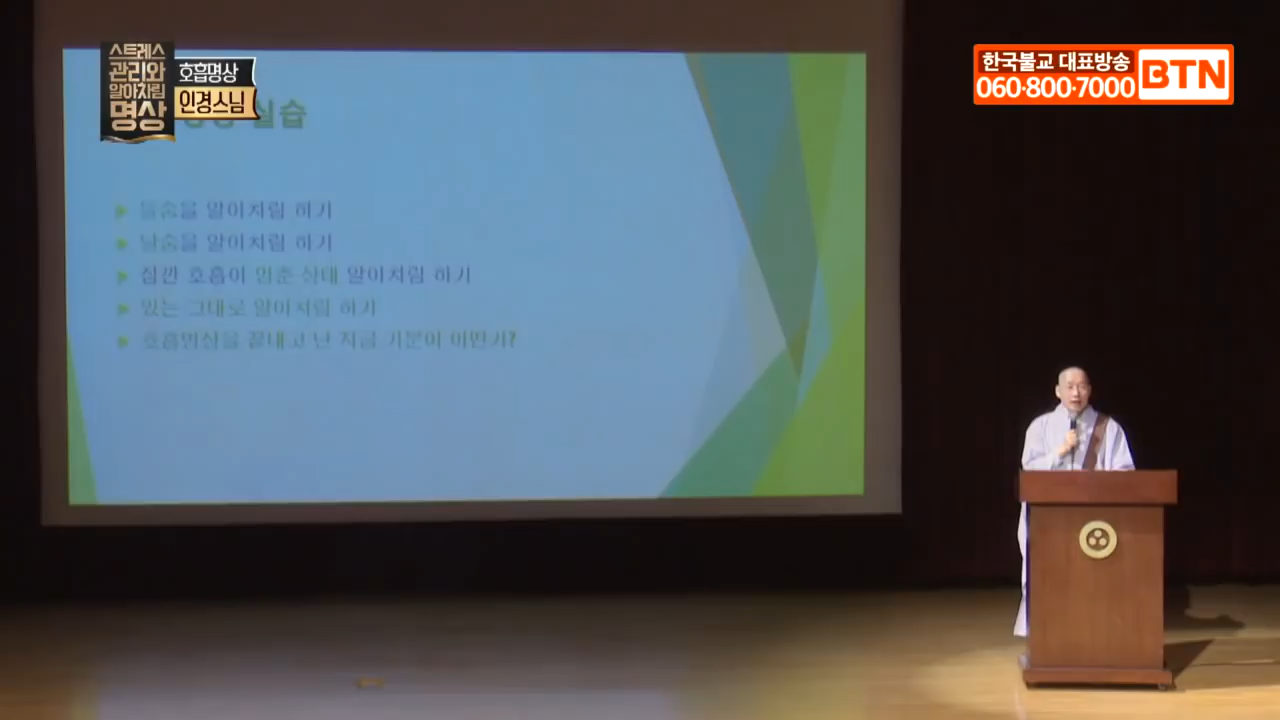 스트레스
관리와
알아차림
명상
호흡명상
인경스님
한국불교 대표방송
060·800·7000
BTN
실습
들숨을 알아차림 하기
날숨을 알아차림 하기
잠깐 호흡이 멈춘 상태 알아차림 하기
있는 그대로 알아차림 하기
호흡명상을 끝내고 난 지금 기분이 어떤가?